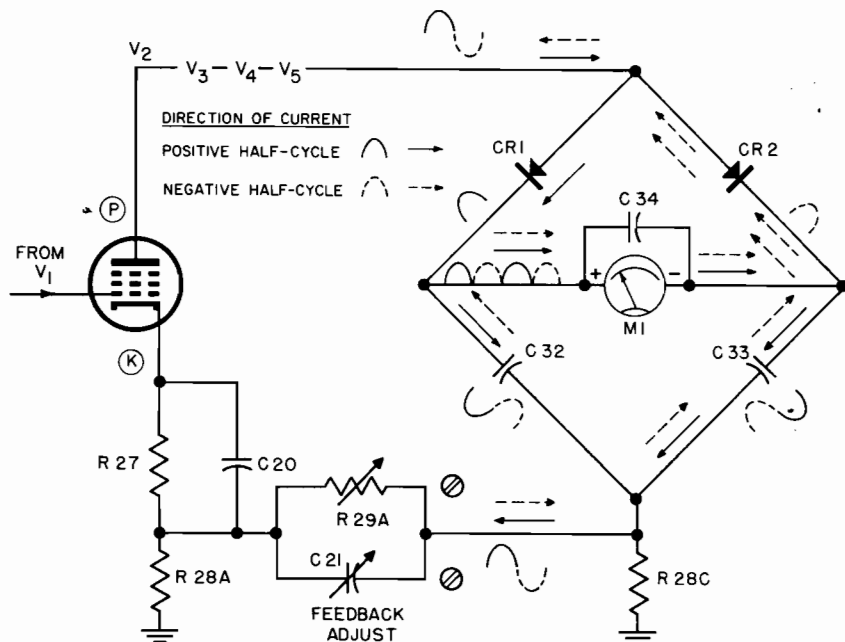 V2
V3 – V4 – V5
DIRECTION OF CURRENT
POSITIVE HALF-CYCLE
NEGATIVE HALF-CYCLE
CR1
CR2
P
C34
FROM
V1
+
-
M1
K
C32
C33
R27
C20
R29A
C21
R28A
R28C
FEEDBACK
ADJUST